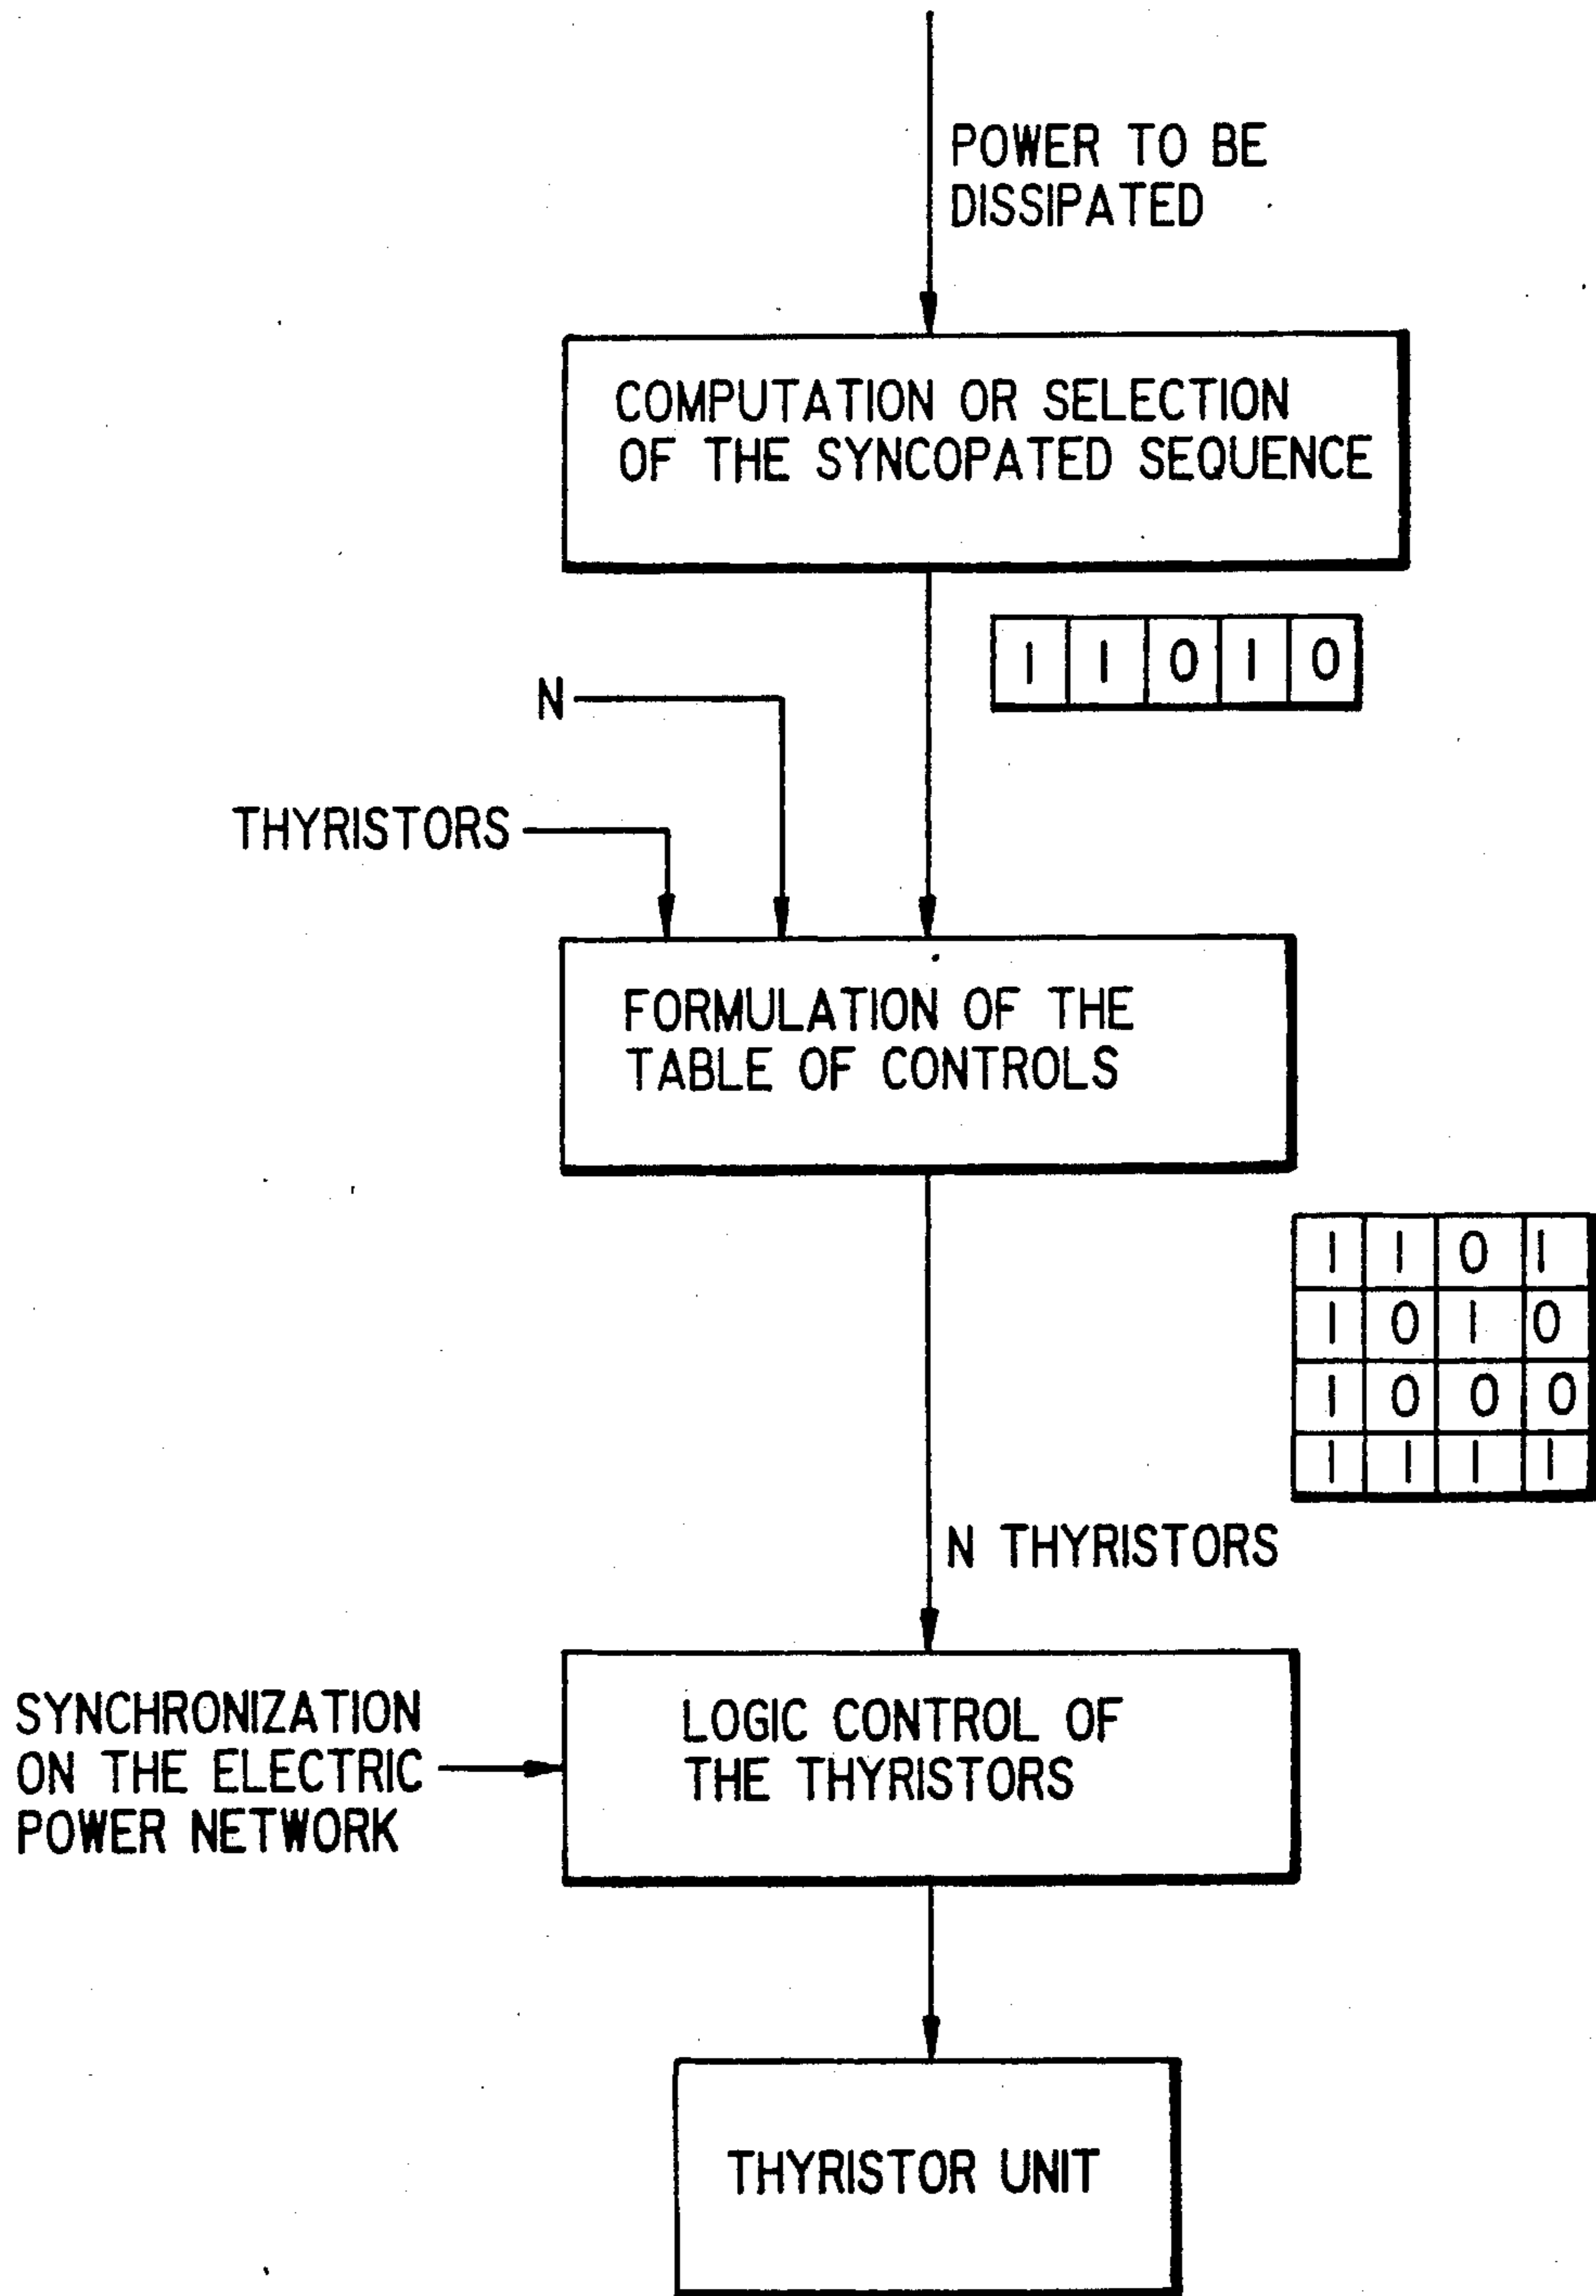 POWER TO BE
DISSIPATED
COMPUTATION OR SELECTION
OF THE SYNCOPATED SEQUENCE
1 1 0 1 0
N
THYRISTORS
FORMULATION OF THE
TABLE OF CONTROLS
1 1 0 1
1 0 1 0
1 0 0 0
1 1 1 1
N THYRISTORS
SYNCHRONIZATION
ON THE ELECTRIC
POWER NETWORK
LOGIC CONTROL OF
THE THYRISTORS
THYRISTOR UNIT